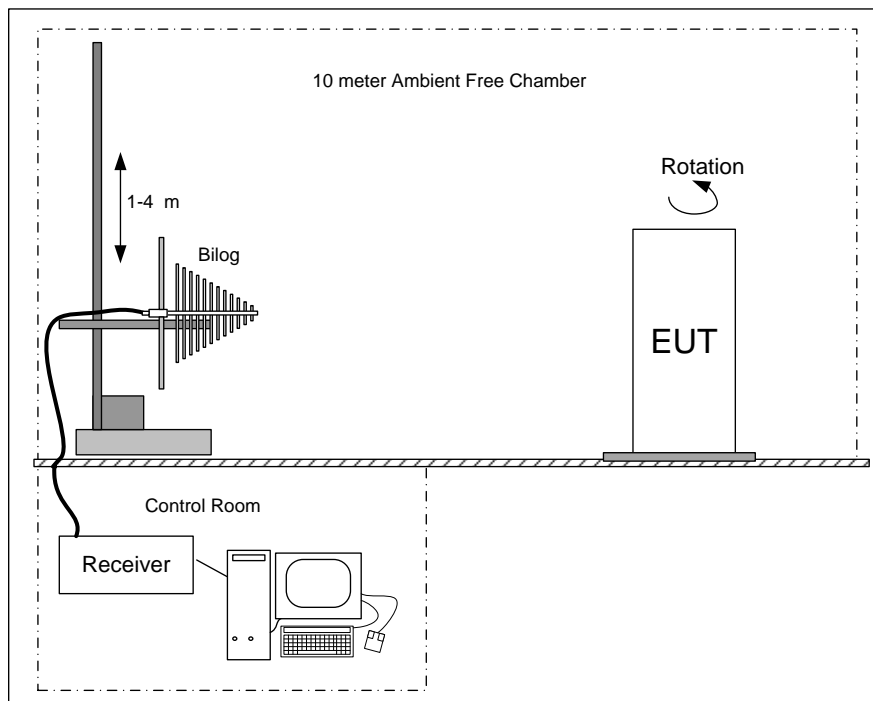 10 meter Ambient Free Chamber
Rotation
1-4 m
Bilog
EUT
Control Room
Receiver